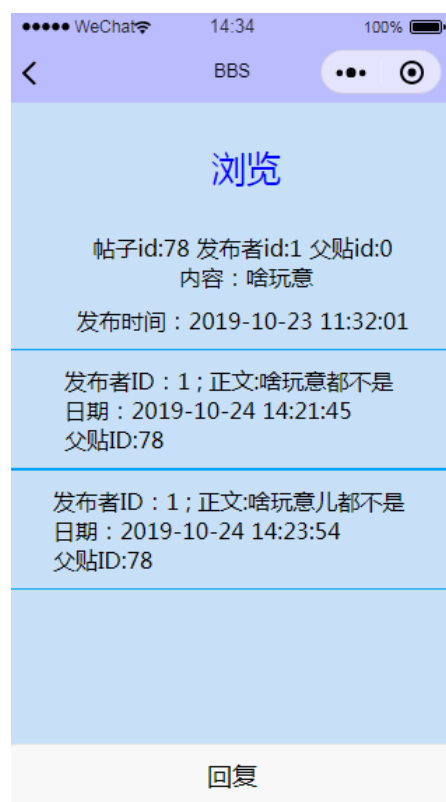 WeChat 14:34 100%
BBS
浏览
帖子id:78 发布者id:1 父贴id:0
内容：啥玩意
发布时间：2019-10-23 11:32:01
发布者ID：1；正文:啥玩意都不是
日期：2019-10-24 14:21:45
父贴ID:78
发布者ID：1；正文:啥玩意儿都不是
日期：2019-10-24 14:23:54
父贴ID:78
回复